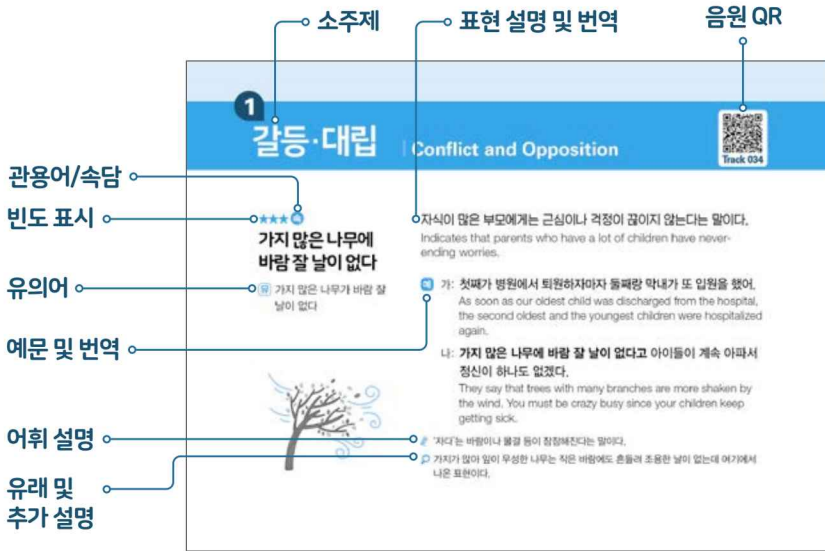 소주제
표현 설명 및 번역
음원 QR
1
갈등·대립
Conflict and Opposition
Track 034
관용어/속담
빈도 표시
유의어
예문 및 번역
어휘 설명
유래 및
추가 설명
★★★ 속
가지 많은 나무에
바람 잘 날이 없다
유 가지 많은 나무가 바람 잘
날이 없다
자식이 많은 부모에게는 근심이나 걱정이 끊이지 않는다는 말이다.
Indicates that parents who have a lot of children have never-
ending worries.
예 가: 첫째가 병원에서 퇴원하자마자 둘째랑 막내가 또 입원을 했어.
As soon as our oldest child was discharged from the hospital,
the second oldest and the youngest children were hospitalized
again.
나: 가지 많은 나무에 바람 잘 날이 없다고 아이들이 계속 아파서
정신이 하나도 없겠다.
They say that trees with many branches are more shaken by
the wind. You must be crazy busy since your children keep
getting sick.
'자다'는 바람이나 물결 등이 잠잠해진다는 말이다.
가지가 많아 잎이 무성한 나무는 작은 바람에도 흔들려 조용한 날이 없는데 여기에서
나온 표현이다.